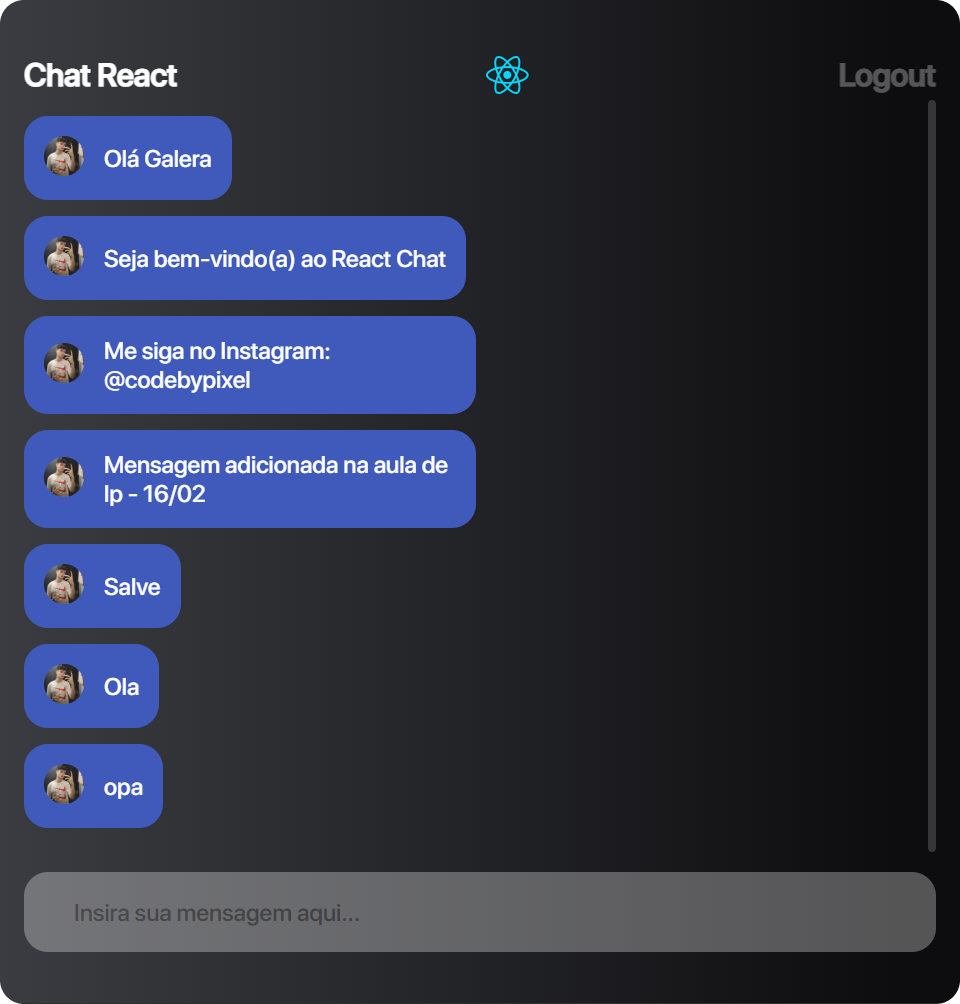 Chat React
Logout
Olá Galera
Seja bem-vindo(a) ao React Chat
Me siga no Instagram:
@codebypixel
Mensagem adicionada na aula de
lp - 16/02
Salve
Ola
opa
Insira sua mensagem aqui...